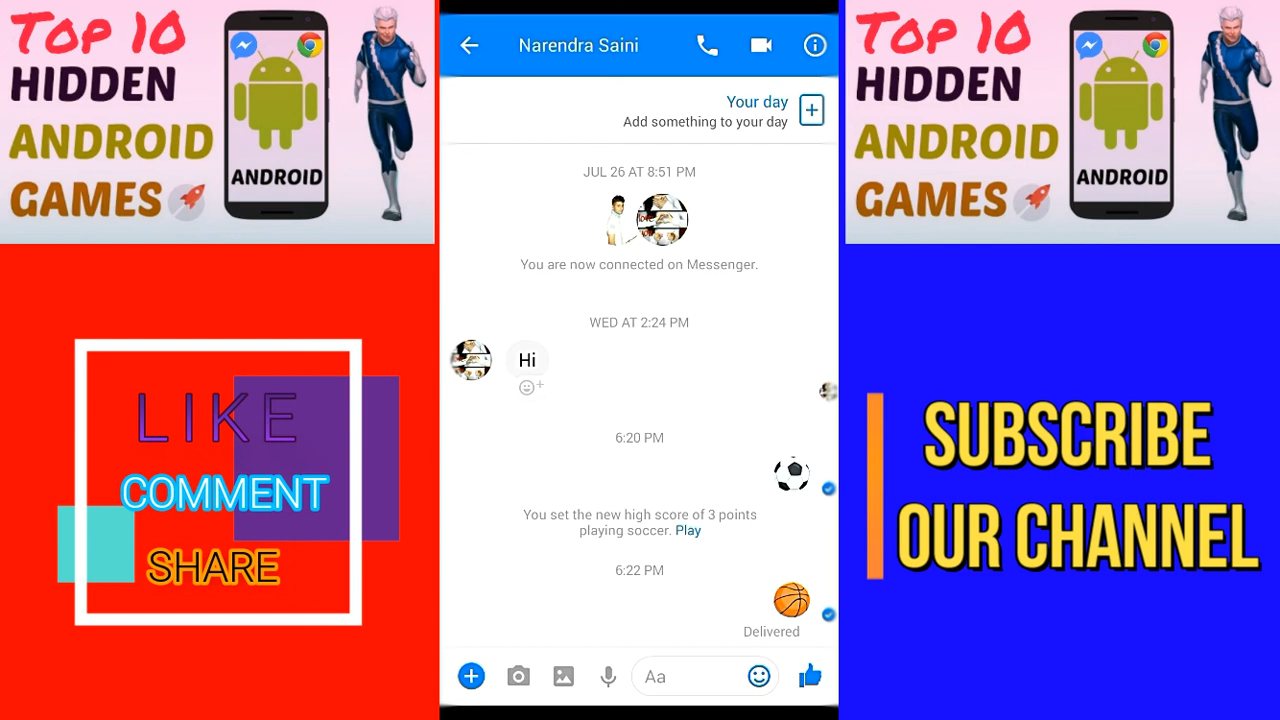 Top 10
HIDDEN
ANDROID
GAMES
ANDROID
LIKE
COMMENT
SHARE
Narendra Saini
Your day
Add something to your day
JUL 26 AT 8:51 PM
You are now connected on Messenger.
WED AT 2:24 PM
Hi
6:20 PM
You set the new high score of 3 points
playing soccer. Play
6:22 PM
Delivered
Aa
Top 10
HIDDEN
ANDROID
GAMES
ANDROID
SUBSCRIBE
OUR CHANNEL